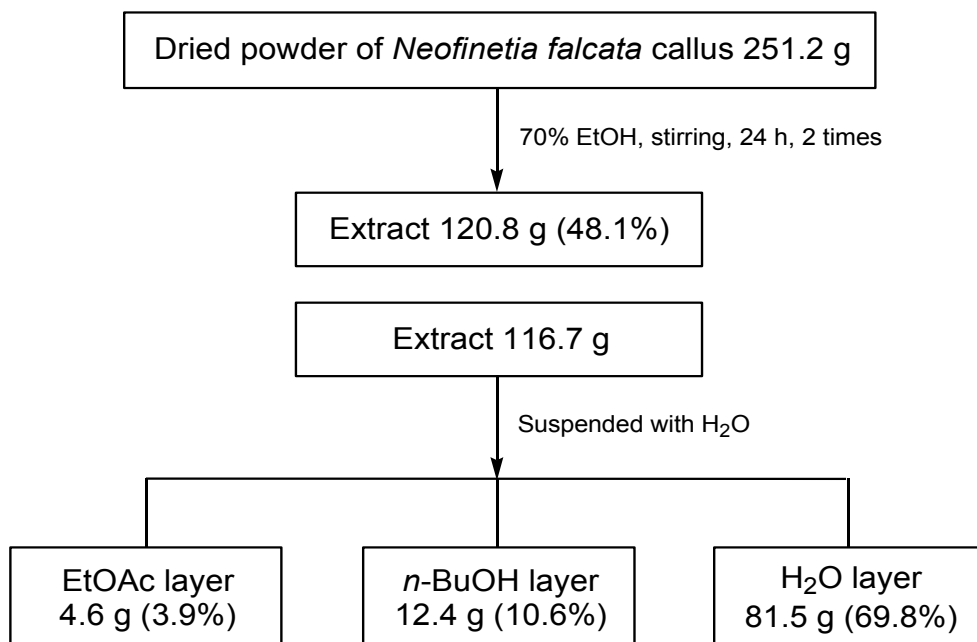 Dried powder of Neofinetia falcata callus 251.2 g
70% EtOH, stirring, 24 h, 2 times
Extract 120.8 g (48.1%)
Extract 116.7 g
Suspended with H₂O
EtOAc layer
4.6 g (3.9%)
n-BuOH layer
12.4 g (10.6%)
H₂O layer
81.5 g (69.8%)